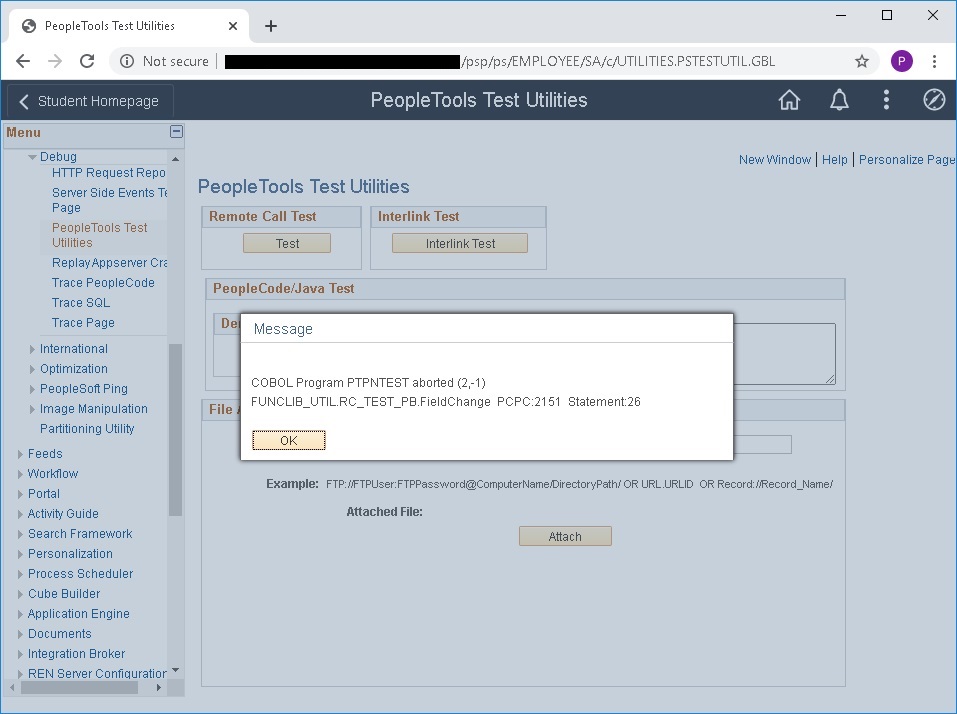 PeopleTools Test Utilities
Not secure
/psp/ps/EMPLOYEE/SA/c/UTILITIES.PSTESTUTIL.GBL
P
Student Homepage
PeopleTools Test Utilities
Menu
Debug
HTTP Request Repo
Server Side Events Te
Page
PeopleTools Test
Utilities
Replay Appserver Cra
Trace PeopleCode
Trace SQL
Trace Page
International
Optimization
PeopleSoft Ping
Image Manipulation
Partitioning Utility
Feeds
Workflow
Portal
Activity Guide
Search Framework
Personalization
Process Scheduler
Cube Builder
Application Engine
Documents
Integration Broker
REN Server Configuration
New Window | Help | Personalize Page
PeopleTools Test Utilities
Remote Call Test
Test
Interlink Test
Interlink Test
PeopleCode/Java Test
De
Message
COBOL Program PTPNTEST aborted (2,-1)
FUNCLIB_UTIL.RC_TEST_PB.FieldChange PCPC:2151 Statement:26
OK
File
Example: FTP://FTPUser:FTPPassword@ComputerName/DirectoryPath/ OR URL.URLID OR Record://Record_Name/
Attached File:
Attach